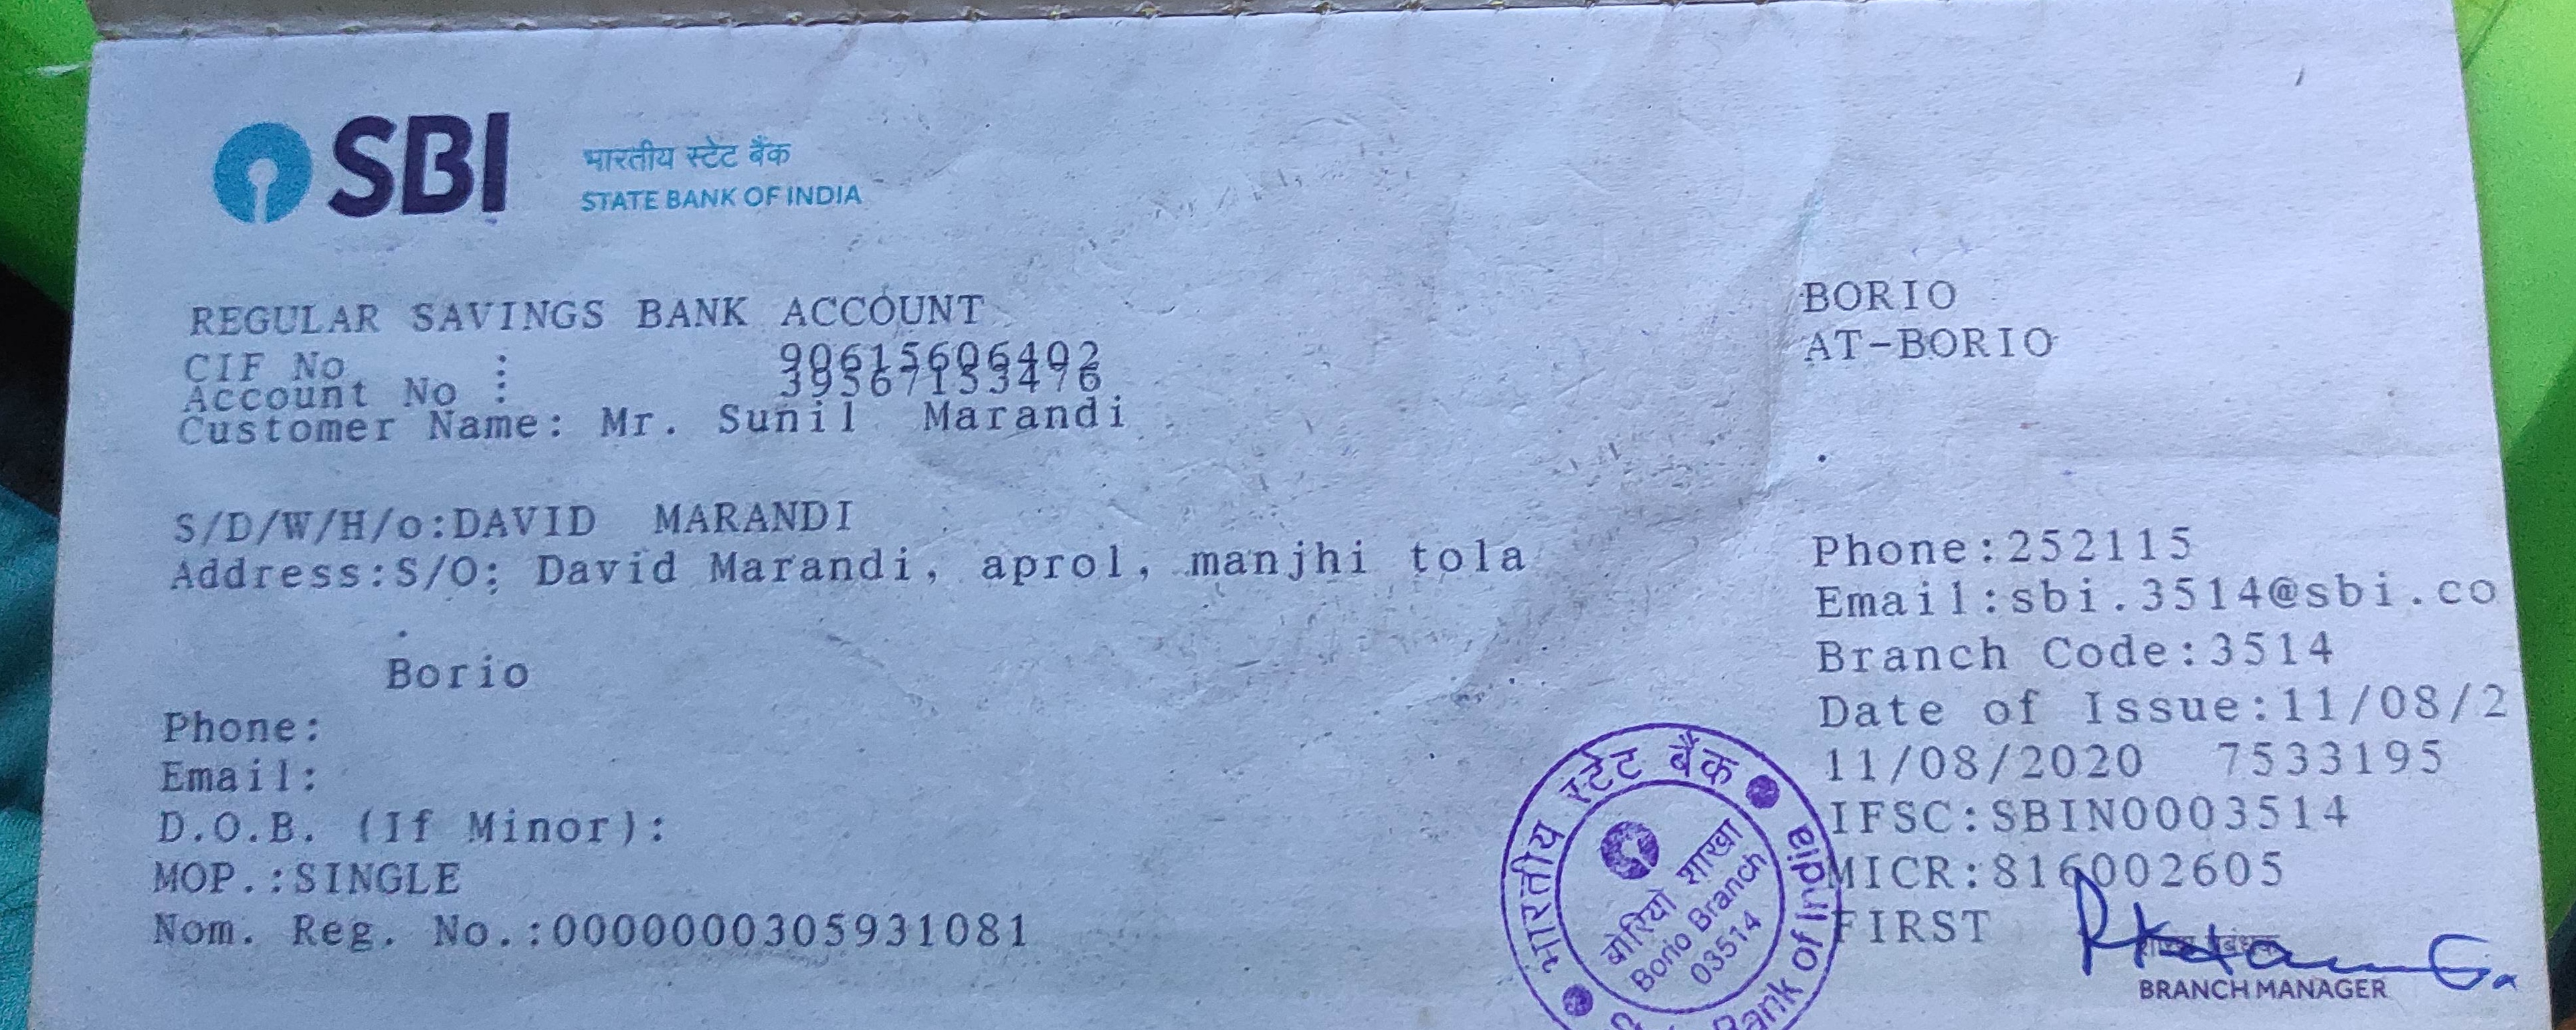 SBI
भारतीय स्टेट बैंक
STATE BANK OF INDIA
REGULAR SAVINGS BANK ACCOUNT
CIF No :
Account No :
Customer Name: Mr. Sunil Marandi
S/D/W/H/o:DAVID MARANDI
Address:S/O: David Marandi, aprol, manjhi tola
Borio
Phone:
Email:
D.O.B. (If Minor):
MOP.:SINGLE
Nom. Reg. No.:0000000305931081
BORIO
AT-BORIO
Phone:252115
Email:sbi.3514@sbi.co
Branch Code:3514
Date of Issue:11/08/2
11/08/2020 7533195
IFSC:SBIN0003514
MICR:816002605
FIRST
BRANCH MANAGER
भारतीय स्टेट बैंक
Bank of India
बोरियो शाखा
Borio Branch
03514